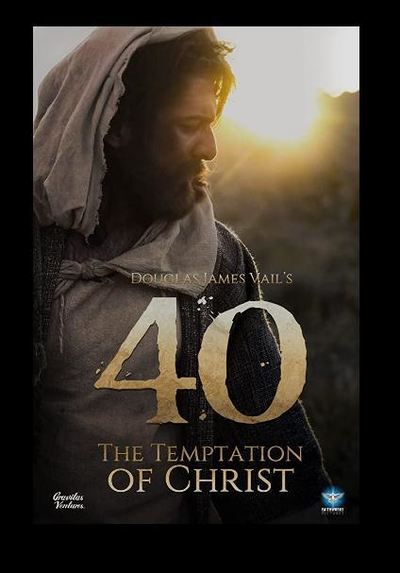 DOUGLAS JAMES VAIL'S
40
THE TEMPTATION
OF CHRIST
Gravitas
Ventures.